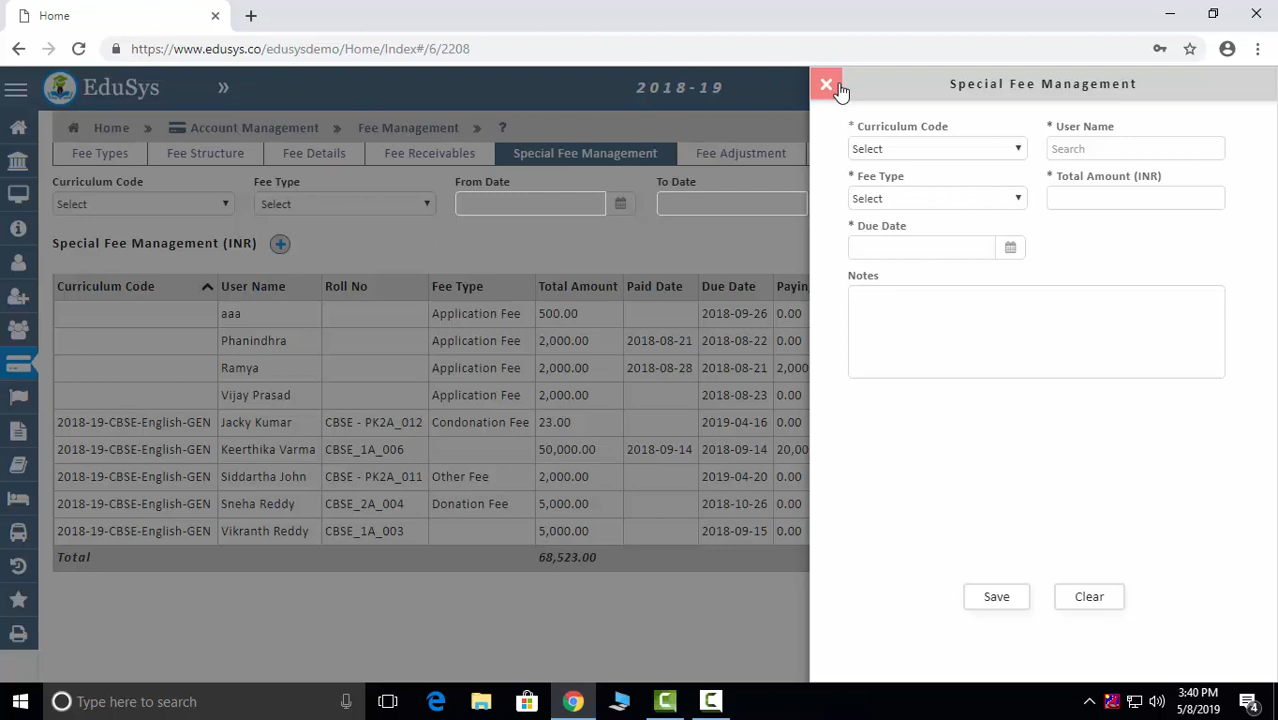 Home
https://www.edusys.co/edusysdemo/Home/Index#/6/2208
EduSys » 2018-19
Special Fee Management
Home » Account Management » Fee Management » ?
Fee Types Fee Structure Fee Details Fee Receivables Special Fee Management Fee Adjustment
Curriculum Code Fee Type From Date To Date
Select Select
Special Fee Management (INR)
Curriculum Code User Name Roll No Fee Type Total Amount Paid Date Due Date Payin
aaa Application Fee 500.00 2018-09-26 0.00
Phanindhra Application Fee 2,000.00 2018-08-21 2018-08-22 0.00
Ramya Application Fee 2,000.00 2018-08-28 2018-08-21 2,000
Vijay Prasad Application Fee 2,000.00 2018-08-23 0.00
2018-19-CBSE-English-GEN Jacky Kumar CBSE - PK2A_012 Condonation Fee 23.00 2019-04-16 0.00
2018-19-CBSE-English-GEN Keerthika Varma CBSE_1A_006 50,000.00 2018-09-14 2018-09-14 20,00
2018-19-CBSE-English-GEN Siddartha John CBSE - PK2A_011 Other Fee 2,000.00 2019-04-20 0.00
2018-19-CBSE-English-GEN Sneha Reddy CBSE_2A_004 Donation Fee 5,000.00 2018-10-26 0.00
2018-19-CBSE-English-GEN Vikranth Reddy CBSE_1A_003 5,000.00 2018-09-15 0.00
Total 68,523.00
* Curriculum Code * User Name
Select Search
* Fee Type * Total Amount (INR)
Select
* Due Date
Notes
Save Clear
Type here to search
3:40 PM
5/8/2019
4